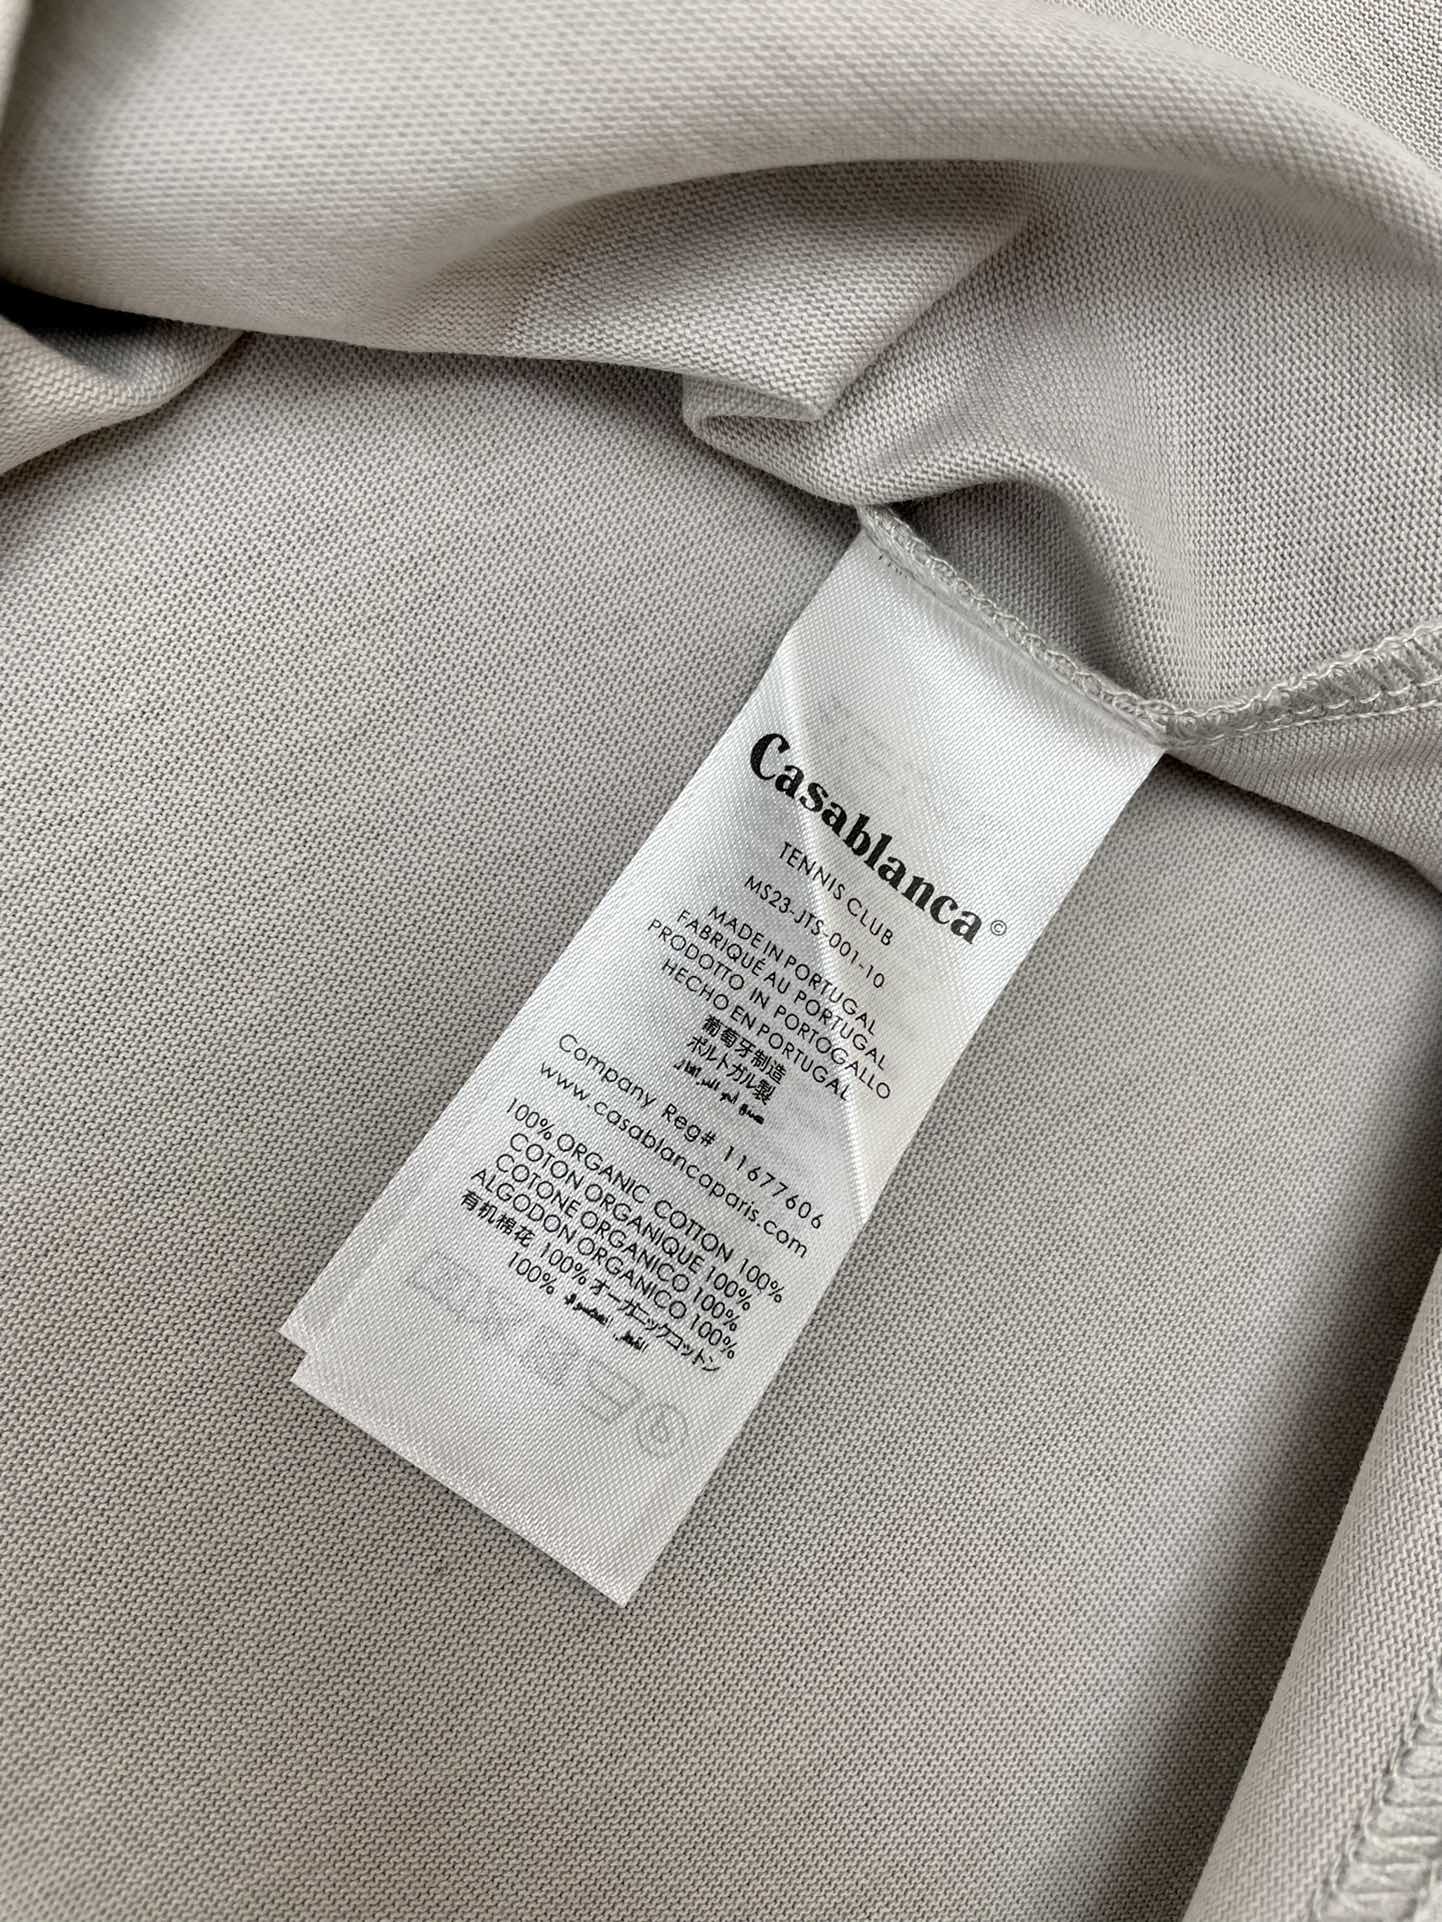 Casablanca©
TENNIS CLUB
MS23-JTS-001-10
MADE IN PORTUGAL
FABRIQUÉ AU PORTUGAL
PRODOTTO IN PORTOGALLO
HECHO EN PORTUGAL
葡萄牙制造
ポルトガル製
Company Reg# 11677606
www.casablancaparis.com
100% ORGANIC COTTON 100%
COTON ORGANIQUE 100%
COTONE ORGANICO 100%
ALGODON ORGANICO 100%
有机棉花 100% オーガニックコットン
100%